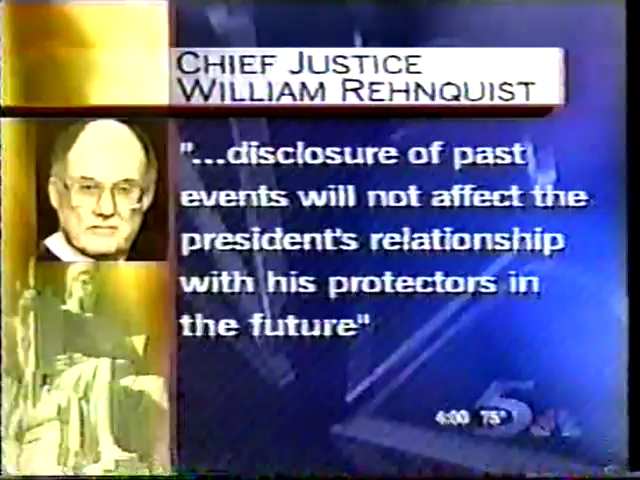 CHIEF JUSTICE
WILLIAM REHNQUIST
"...disclosure of past
events will not affect the
president's relationship
with his protectors in
the future"
4:00 75° 5